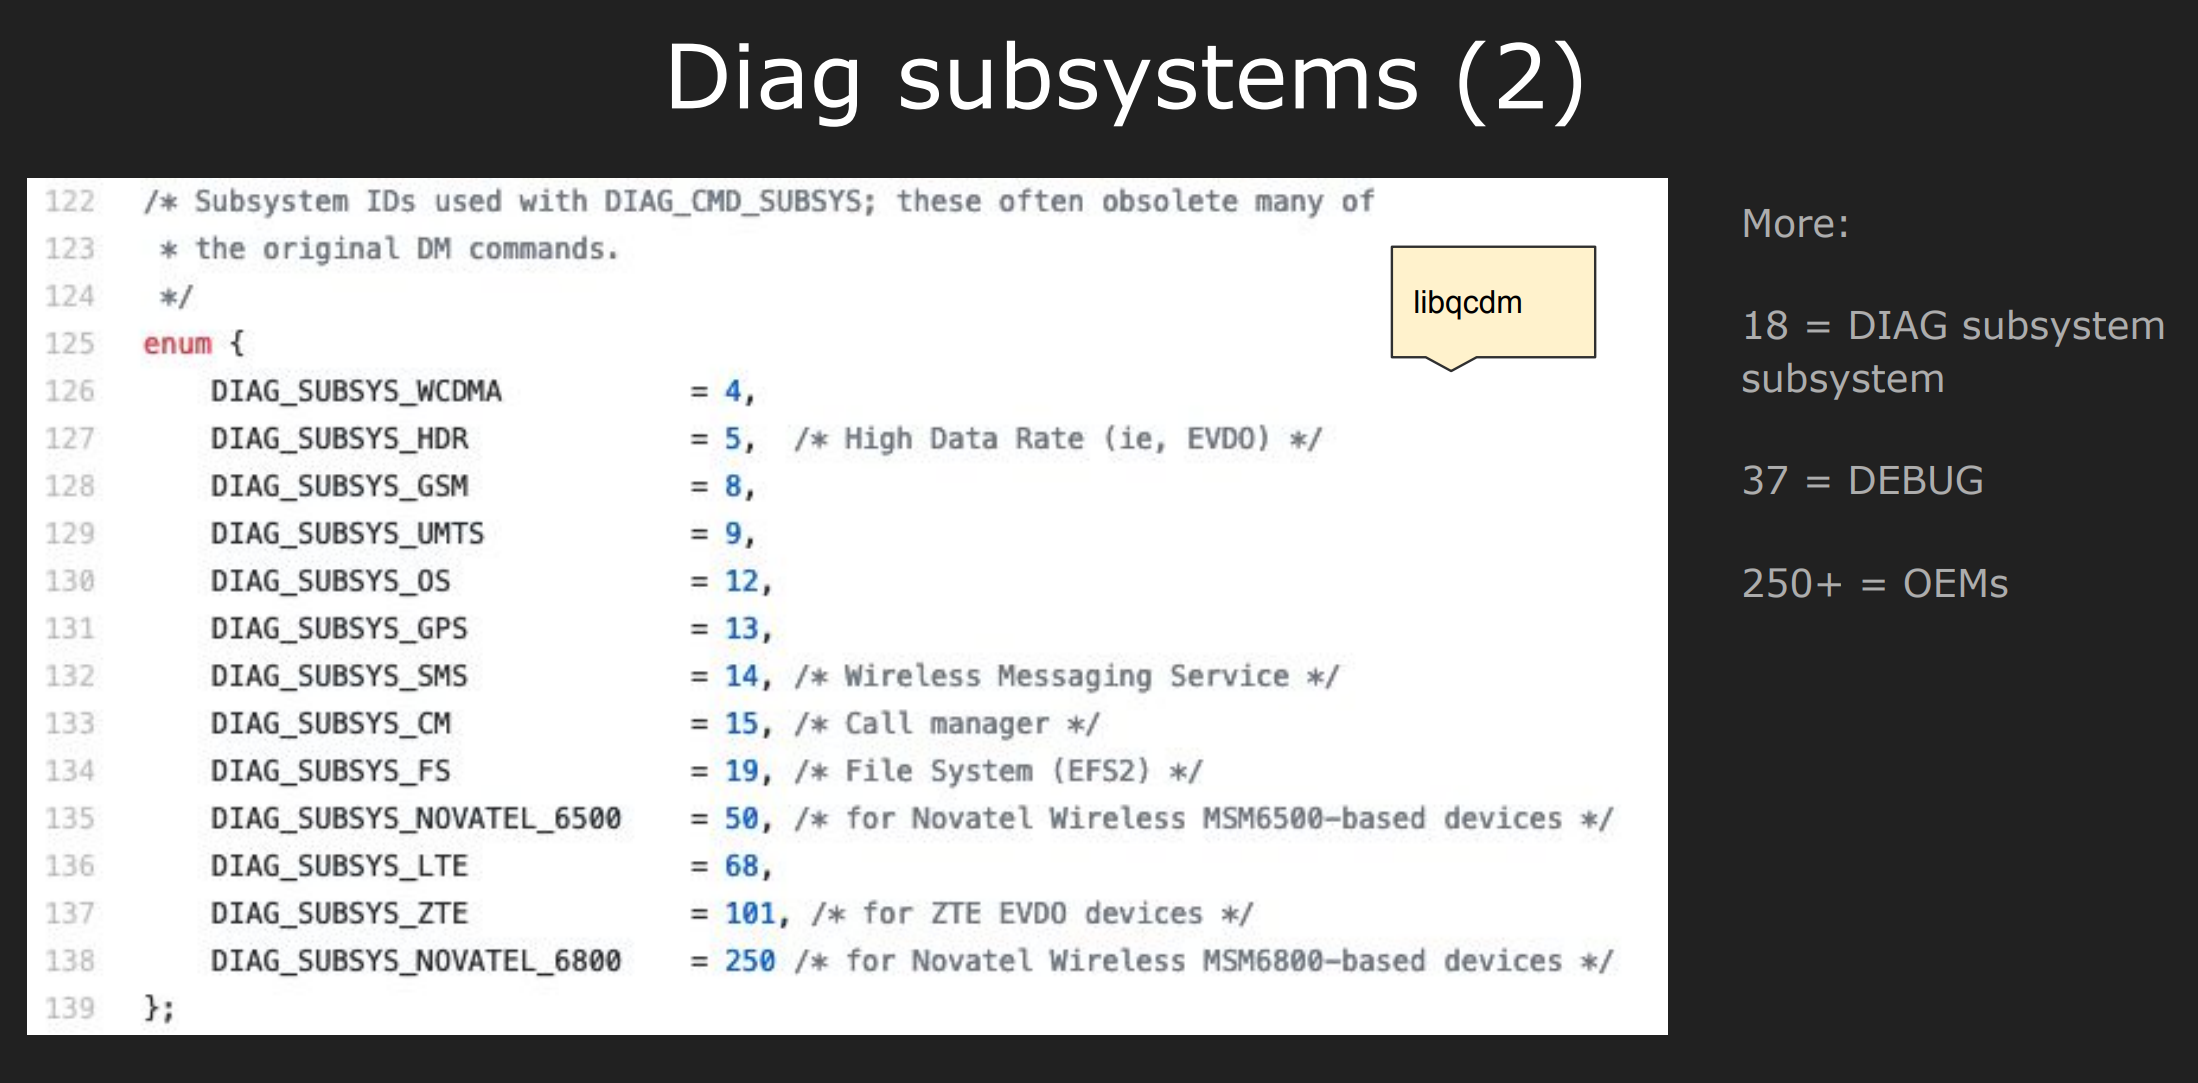 Diag subsystems (2)
122 /* Subsystem IDs used with DIAG_CMD_SUBSYS; these often obsolete many of
123 * the original DM commands.
124 */
125 enum {
126 DIAG_SUBSYS_WCDMA = 4,
127 DIAG_SUBSYS_HDR = 5, /* High Data Rate (ie, EVDO) */
128 DIAG_SUBSYS_GSM = 8,
129 DIAG_SUBSYS_UMTS = 9,
130 DIAG_SUBSYS_OS = 12,
131 DIAG_SUBSYS_GPS = 13,
132 DIAG_SUBSYS_SMS = 14, /* Wireless Messaging Service */
133 DIAG_SUBSYS_CM = 15, /* Call manager */
134 DIAG_SUBSYS_FS = 19, /* File System (EFS2) */
135 DIAG_SUBSYS_NOVATEL_6500 = 50, /* for Novatel Wireless MSM6500-based devices */
136 DIAG_SUBSYS_LTE = 68,
137 DIAG_SUBSYS_ZTE = 101, /* for ZTE EVDO devices */
138 DIAG_SUBSYS_NOVATEL_6800 = 250 /* for Novatel Wireless MSM6800-based devices */
139 };
libqcdm
More:
18 = DIAG subsystem
subsystem
37 = DEBUG
250+ = OEMs